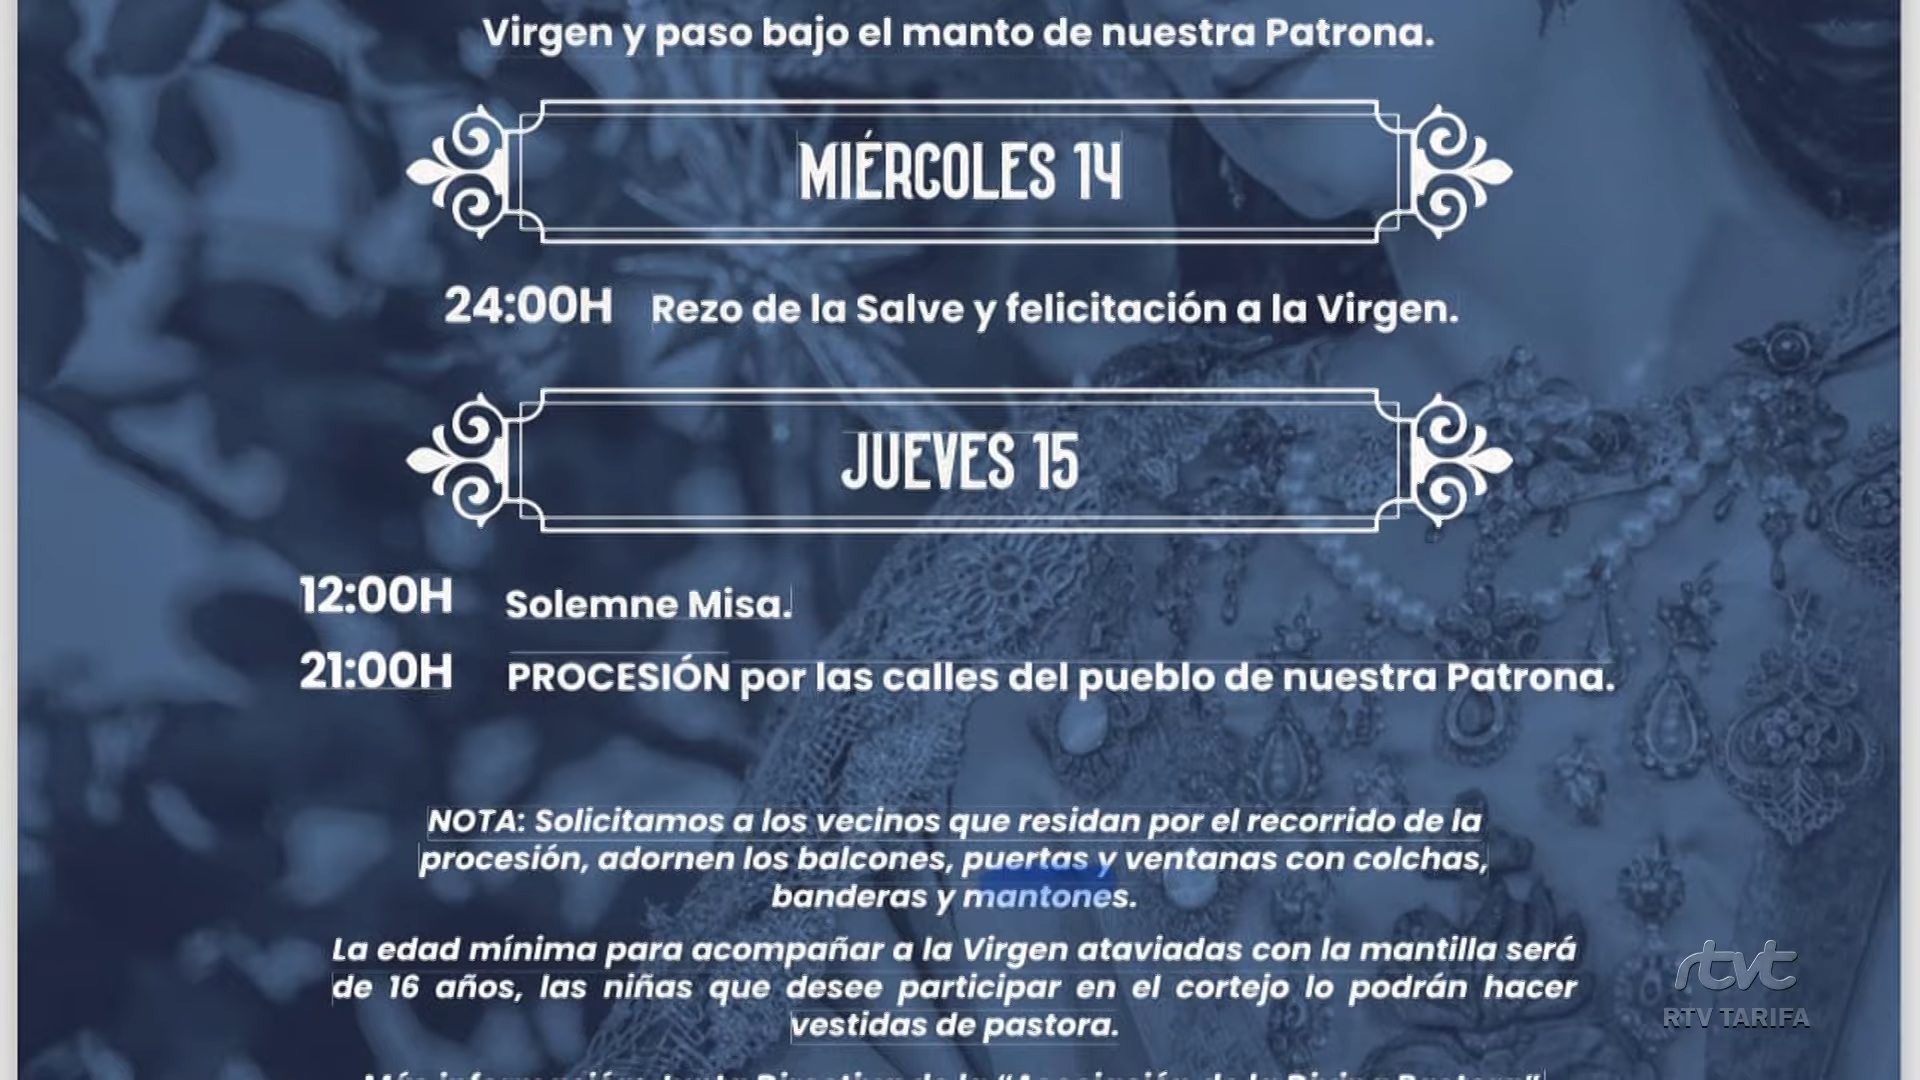 Virgen y paso bajo el manto de nuestra Patrona.
MIÉRCOLES 14
24:00H Rezo de la Salve y felicitación a la Virgen.
JUEVES 15
12:00H Solemne Misa.
21:00H PROCESIÓN por las calles del pueblo de nuestra Patrona.
NOTA: Solicitamos a los vecinos que residan por el recorrido de la
procesión, adornen los balcones, puertas y ventanas con colchas,
banderas y mantones.
La edad mínima para acompañar a la Virgen ataviadas con la mantilla será
de 16 años, las niñas que desee participar en el cortejo lo podrán hacer
vestidas de pastora.
rtvt
RTV TARIFA